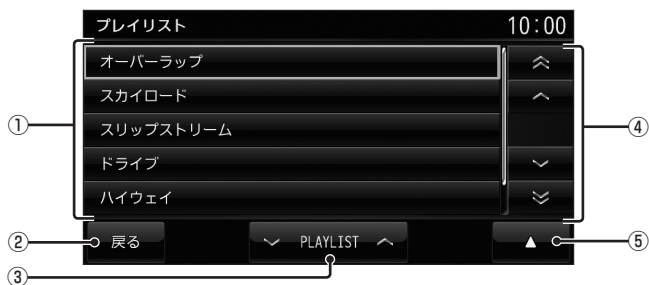 プレイリスト 10:00
① オーバーラップ
スカイロード
スリップストリーム ④
ドライブ
ハイウェイ
② 戻る PLAYLIST ▲ ⑤
③